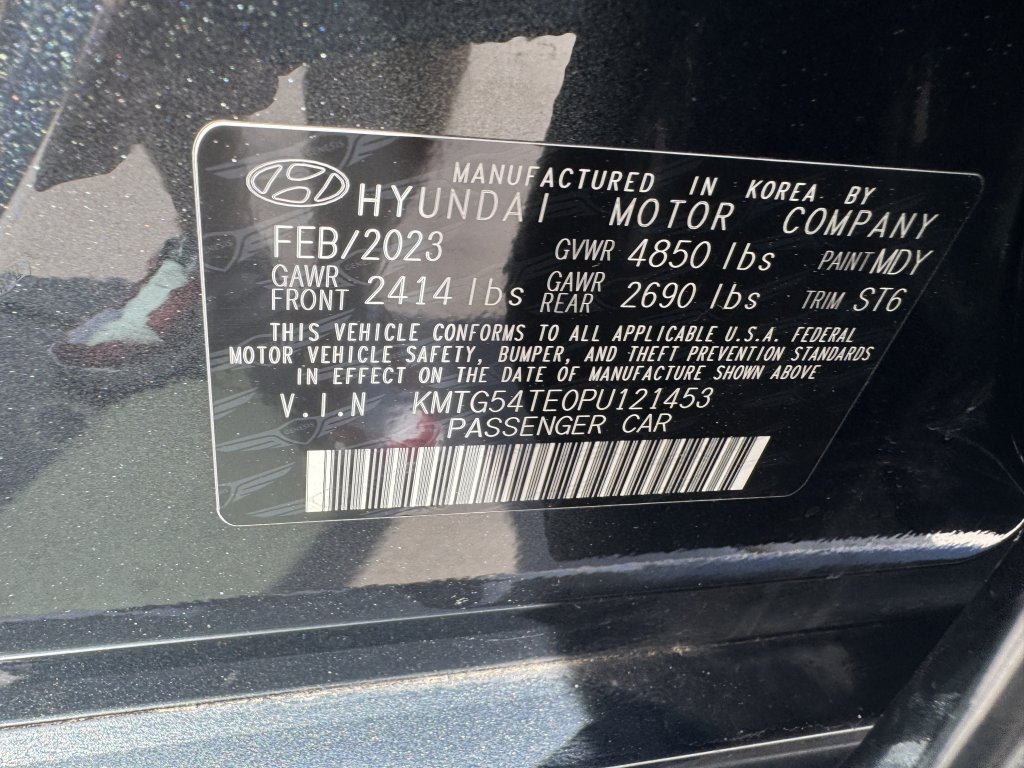 MANUFACTURED IN KOREA BY
HYUNDAI MOTOR COMPANY
FEB/2023 GVWR 4850 lbs PAINT MDY
GAWR FRONT 2414 lbs GAWR REAR 2690 lbs TRIM ST6
THIS VEHICLE CONFORMS TO ALL APPLICABLE U.S.A. FEDERAL
MOTOR VEHICLE SAFETY, BUMPER, AND THEFT PREVENTION STANDARDS
IN EFFECT ON THE DATE OF MANUFACTURE SHOWN ABOVE
V.I.N KMTG54TE0PU121453
PASSENGER CAR